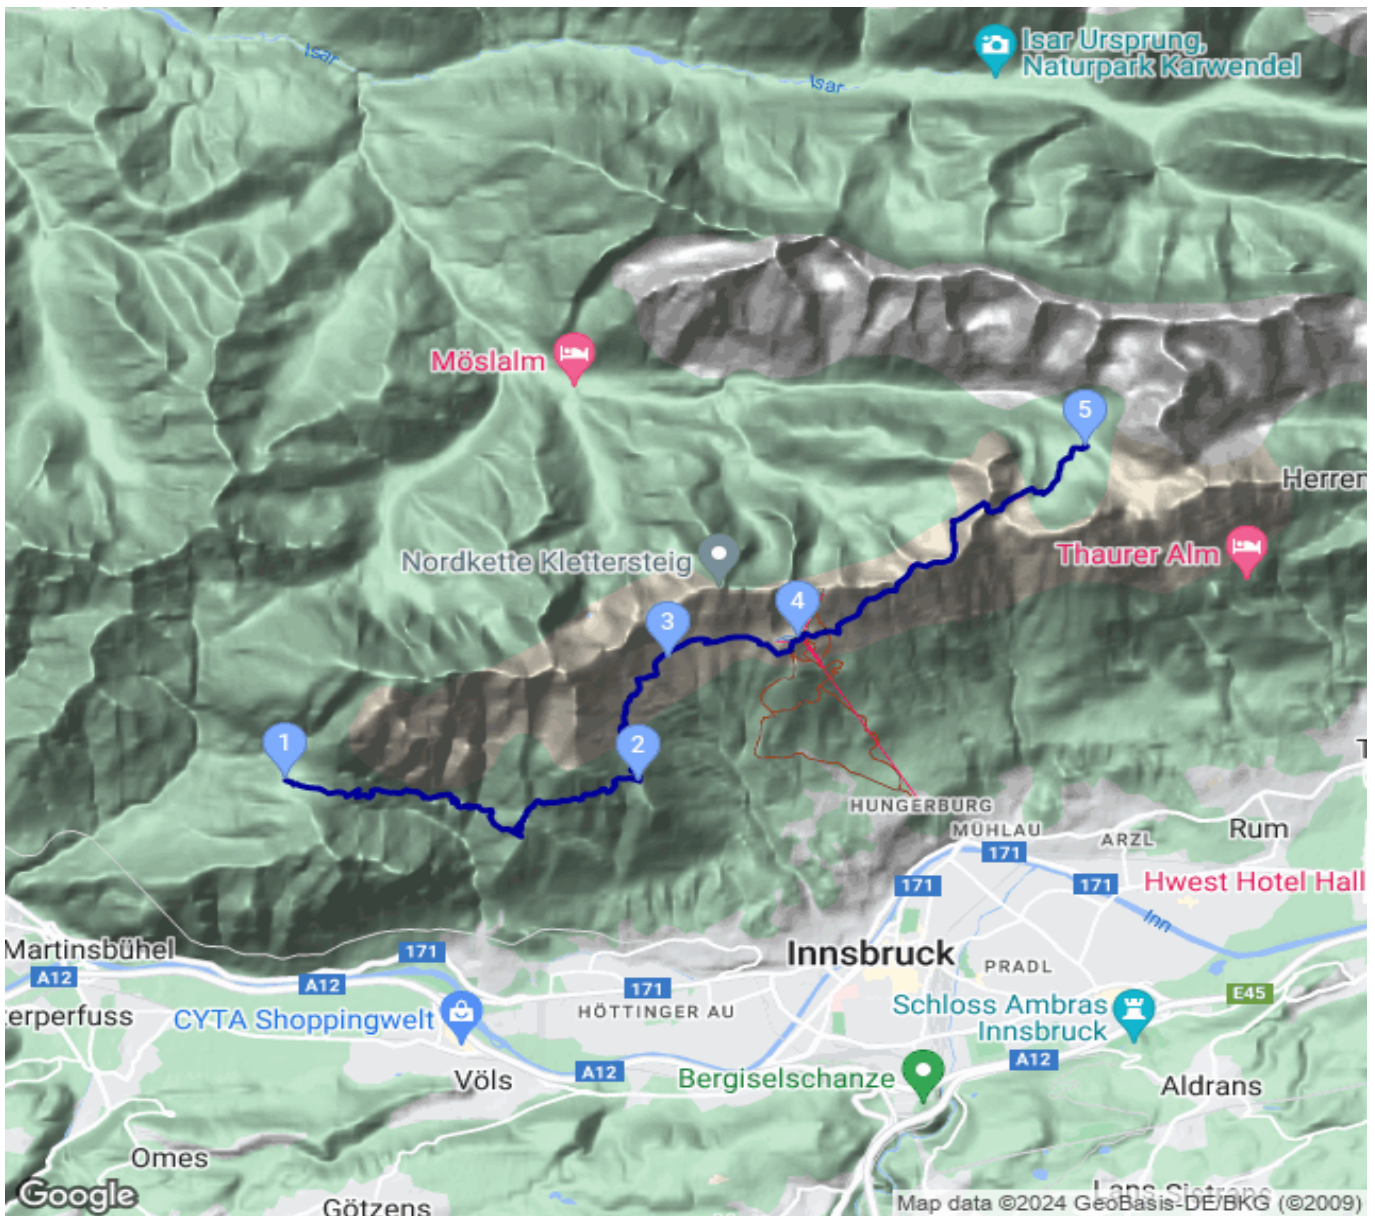 Isar
Isar
Isar Ursprung,
Naturpark Karwendel
Möslalm
5
Herrer
Nordkette Klettersteig
Thaurer Alm
4
3
1
2
T
HUNGERBURG
MÜHLAU
ARZL
Rum
171
171
171
Hwest Hotel Hall
Inn
Martinsbühel
171
Innsbruck
A12
A12
PRADL
171
E45
Schloss Ambras
Innsbruck
erperfuss
CYTA Shoppingwelt
HÖTTINGER AU
A12
A12
Völs
Bergiselschanze
Aldrans
Omes
Google
Götzens
Lans Sistrans
Map data ©2024 GeoBasis-DE/BKG (©2009)